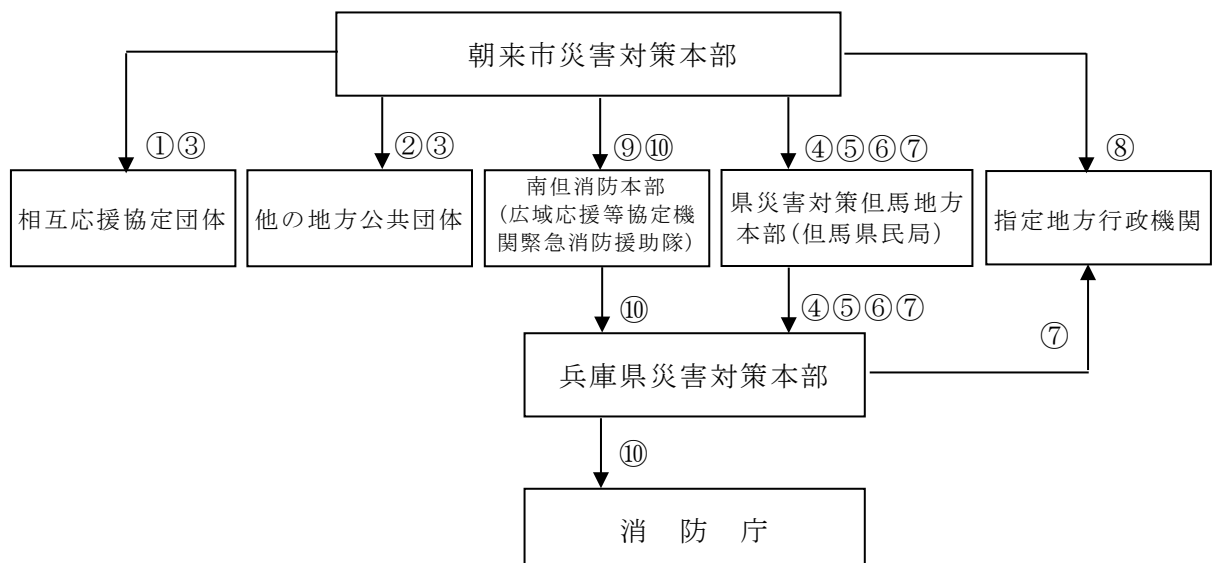 朝来市災害対策本部
①③
②③
⑨⑩
④⑤⑥⑦
⑧
相互応援協定団体
他の地方公共団体
南但消防本部
(広域応援等協定機
関緊急消防援助隊)
県災害対策但馬地方
本部(但馬県民局)
指定地方行政機関
⑩
④⑤⑥⑦
⑦
兵庫県災害対策本部
⑩
消 防 庁